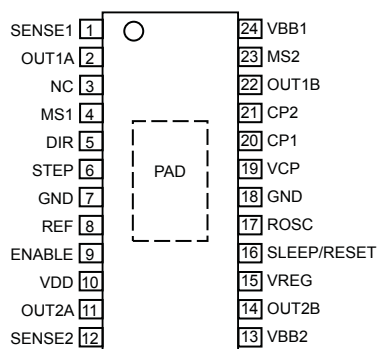 SENSE1 1
OUT1A 2
NC 3
MS1 4
DIR 5
STEP 6
GND 7
REF 8
ENABLE 9
VDD 10
OUT2A 11
SENSE2 12
PAD
24 VBB1
23 MS2
22 OUT1B
21 CP2
20 CP1
19 VCP
18 GND
17 ROSC
16 SLEEP/RESET
15 VREG
14 OUT2B
13 VBB2